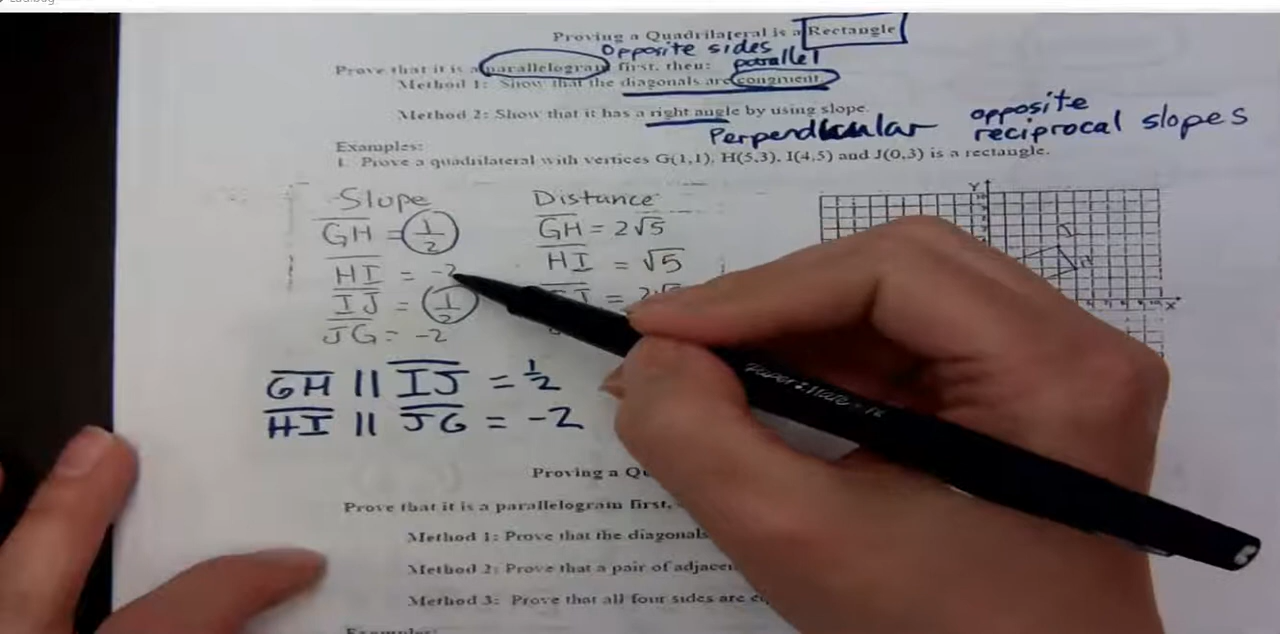 Proving a Quadrilateral is a Rectangle
Opposite sides
parallel
Prove that it is a parallelogram first, then:
Method 1: Show that the diagonals are congruent.
Method 2: Show that it has a right angle by using slope.
Perpendicular
opposite
reciprocal slopes
Examples:
1. Prove a quadrilateral with vertices G(1,1), H(5,3), I(4,5) and J(0,3) is a rectangle.
Slope
GH = 1/2
HI = -2
IJ = 1/2
JG = -2
Distance
GH = 2√5
HI = √5
Y
X
GH || IJ = 1/2
HI || JG = -2
Proving a
Prove that it is a parallelogram first,
Method 1: Prove that the diagonals
Method 2: Prove that a pair of
Method 3: Prove that all four sides are
Examples: